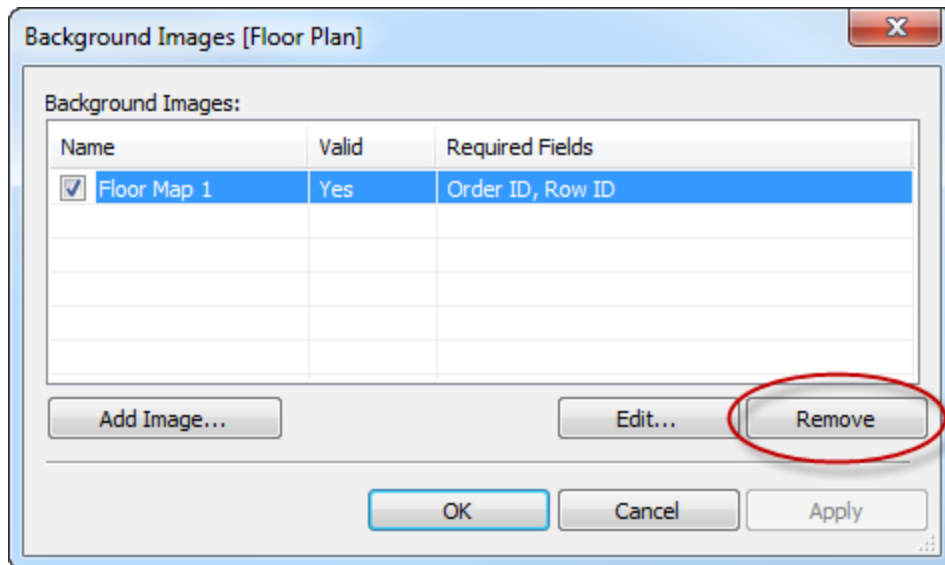 Background Images [Floor Plan]
Background Images:
Name Valid Required Fields
Floor Map 1 Yes Order ID, Row ID
Add Image... Edit... Remove
OK Cancel Apply